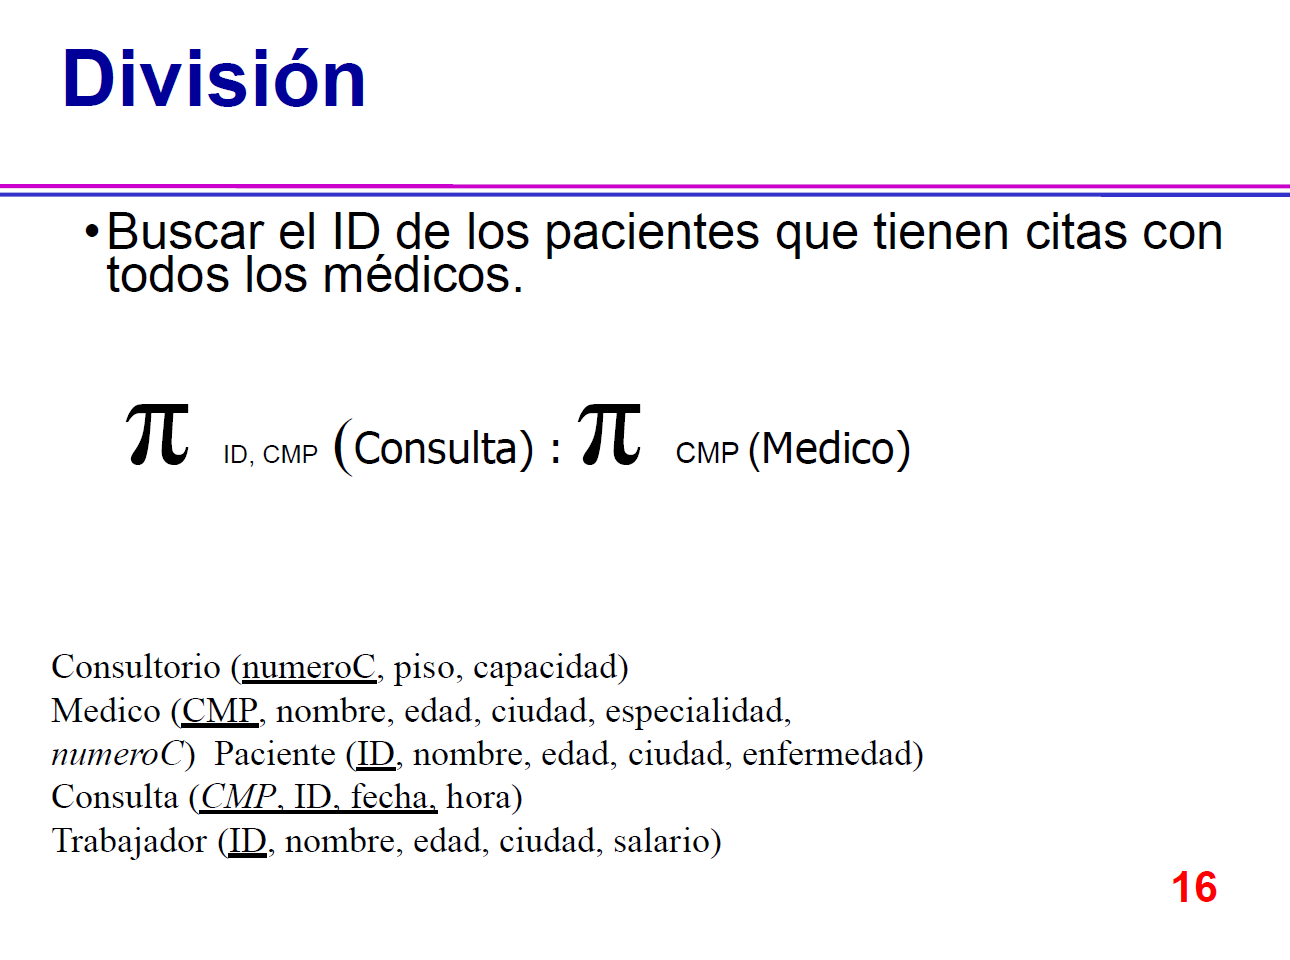 División
•Buscar el ID de los pacientes que tienen citas con
todos los médicos.
π ID, CMP (Consulta) : π CMP (Medico)
Consultorio (numeroC, piso, capacidad)
Medico (CMP, nombre, edad, ciudad, especialidad,
numeroC) Paciente (ID, nombre, edad, ciudad, enfermedad)
Consulta (CMP, ID, fecha, hora)
Trabajador (ID, nombre, edad, ciudad, salario)
16